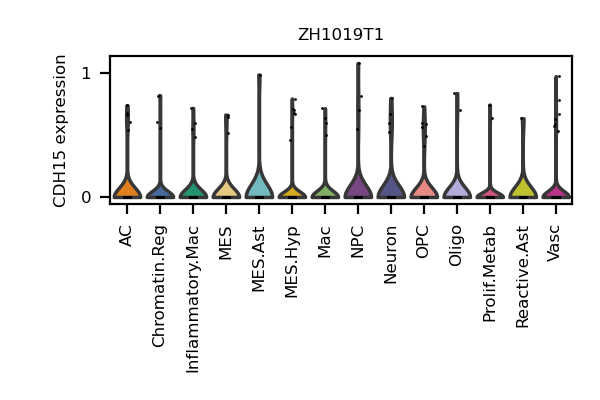 ZH1019T1
CDH15 expression
1
0
AC
Chromatin.Reg
Inflammatory.Mac
MES
MES.Ast
MES.Hyp
Mac
NPC
Neuron
OPC
Oligo
Prolif.Metab
Reactive.Ast
Vasc